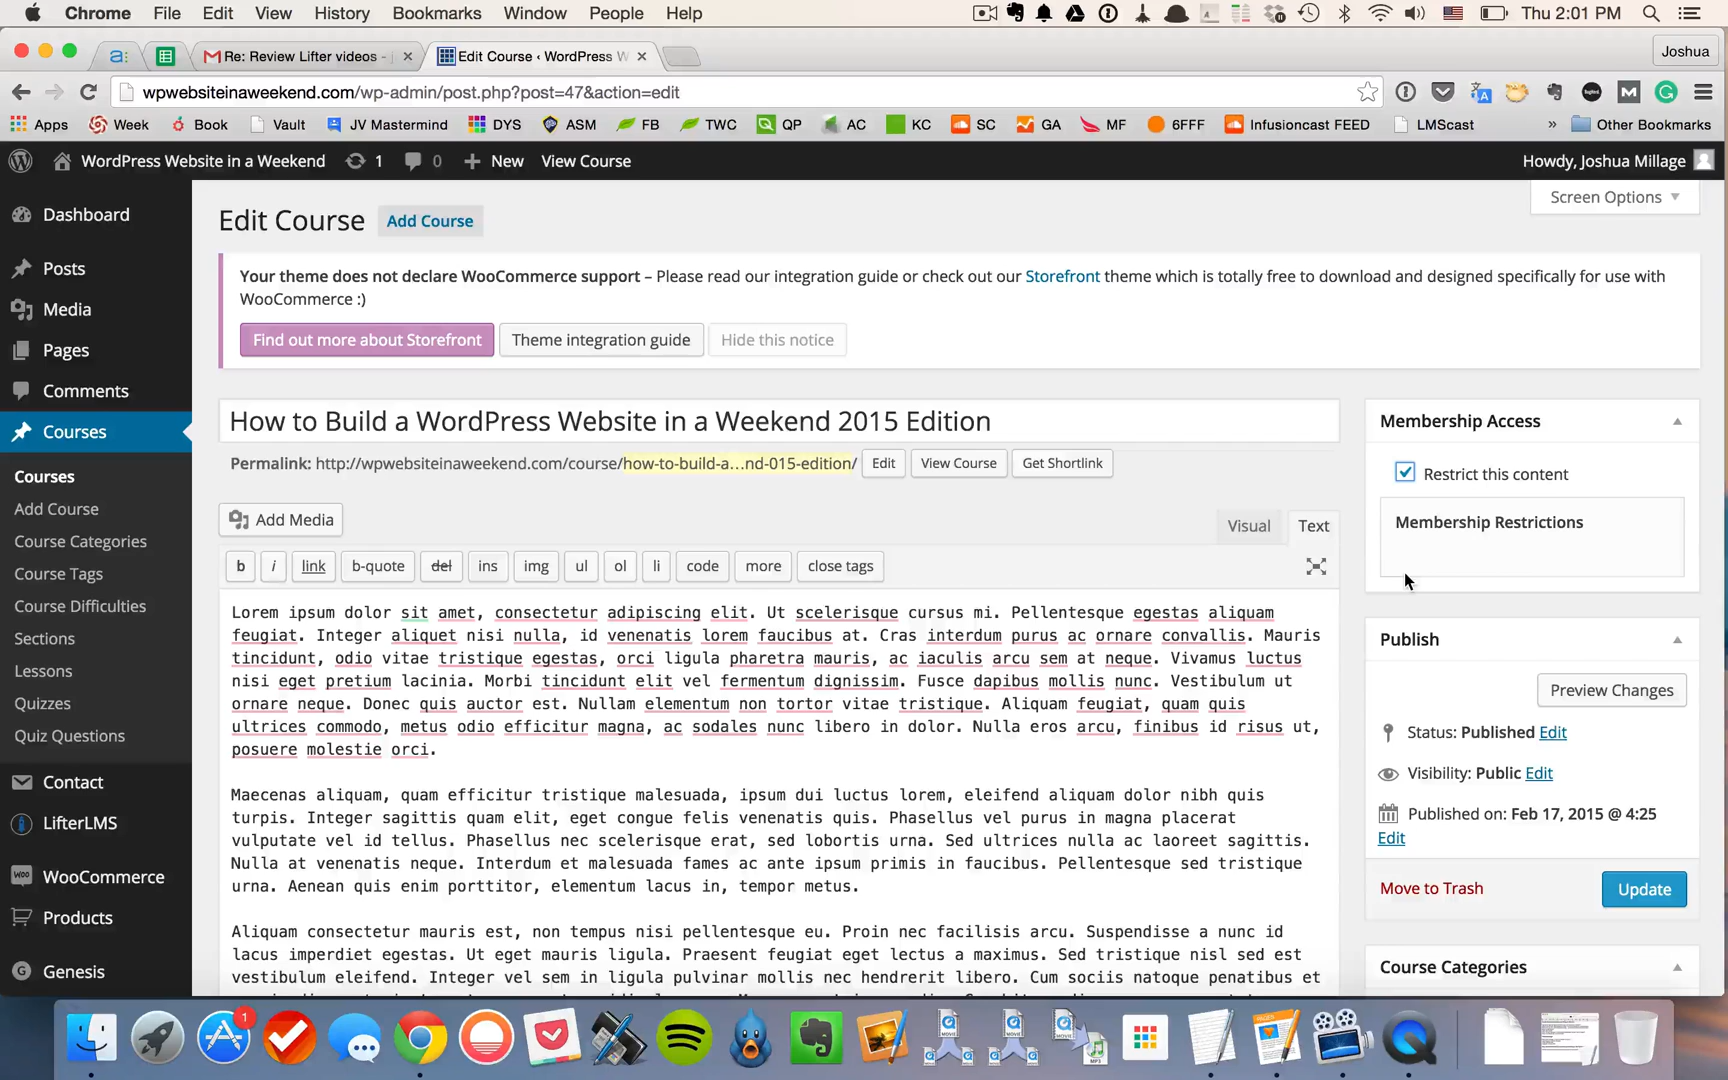 Chrome File Edit View History Bookmarks Window People Help Thu 2:01 PM
a: Re: Review Lifter videos - Edit Course ‹ WordPress W Joshua
wpwebsiteinaweekend.com/wp-admin/post.php?post=47&action=edit
Apps Week Book Vault JV Mastermind DYS ASM FB TWC QP AC KC SC GA MF 6FFF Infusioncast FEED LMScast » Other Bookmarks
WordPress Website in a Weekend 1 0 New View Course Howdy, Joshua Millage
Screen Options
Dashboard
Posts
Media
Pages
Comments
Courses
Courses
Add Course
Course Categories
Course Tags
Course Difficulties
Sections
Lessons
Quizzes
Quiz Questions
Contact
LifterLMS
WooCommerce
Products
Genesis
Edit Course Add Course
Your theme does not declare WooCommerce support – Please read our integration guide or check out our Storefront theme which is totally free to download and designed specifically for use with
WooCommerce :)
Find out more about Storefront Theme integration guide Hide this notice
How to Build a WordPress Website in a Weekend 2015 Edition
Permalink: http://wpwebsiteinaweekend.com/course/how-to-build-a...nd-015-edition/ Edit View Course Get Shortlink
Add Media Visual Text
b i link b-quote del ins img ul ol li code more close tags
Lorem ipsum dolor sit amet, consectetur adipiscing elit. Ut scelerisque cursus mi. Pellentesque egestas aliquam
feugiat. Integer aliquet nisi nulla, id venenatis lorem faucibus at. Cras interdum purus ac ornare convallis. Mauris
tincidunt, odio vitae tristique egestas, orci ligula pharetra mauris, ac iaculis arcu sem at neque. Vivamus luctus
nisi eget pretium lacinia. Morbi tincidunt elit vel fermentum dignissim. Fusce dapibus mollis nunc. Vestibulum ut
ornare neque. Donec quis auctor est. Nullam elementum non tortor vitae tristique. Aliquam feugiat, quam quis
ultrices commodo, metus odio efficitur magna, ac sodales nunc libero in dolor. Nulla eros arcu, finibus id risus ut,
posuere molestie orci.
Maecenas aliquam, quam efficitur tristique malesuada, ipsum dui luctus lorem, eleifend aliquam dolor nibh quis
turpis. Integer sagittis quam elit, eget congue felis venenatis quis. Phasellus vel purus in magna placerat
vulputate vel id tellus. Phasellus nec scelerisque erat, sed lobortis urna. Sed ultrices nulla ac laoreet sagittis.
Nulla at venenatis neque. Interdum et malesuada fames ac ante ipsum primis in faucibus. Pellentesque sed tristique
urna. Aenean quis enim porttitor, elementum lacus in, tempor metus.
Aliquam consectetur mauris est, non tempus nisi pellentesque eu. Proin nec facilisis arcu. Suspendisse a nunc id
lacus imperdiet egestas. Ut eget mauris ligula. Praesent feugiat eget lectus a maximus. Sed tristique nisl sed est
vestibulum eleifend. Integer vel sem in ligula pulvinar mollis nec hendrerit libero. Cum sociis natoque penatibus et
Membership Access
Restrict this content
Membership Restrictions
Publish
Preview Changes
Status: Published Edit
Visibility: Public Edit
Published on: Feb 17, 2015 @ 4:25
Edit
Move to Trash Update
Course Categories
1